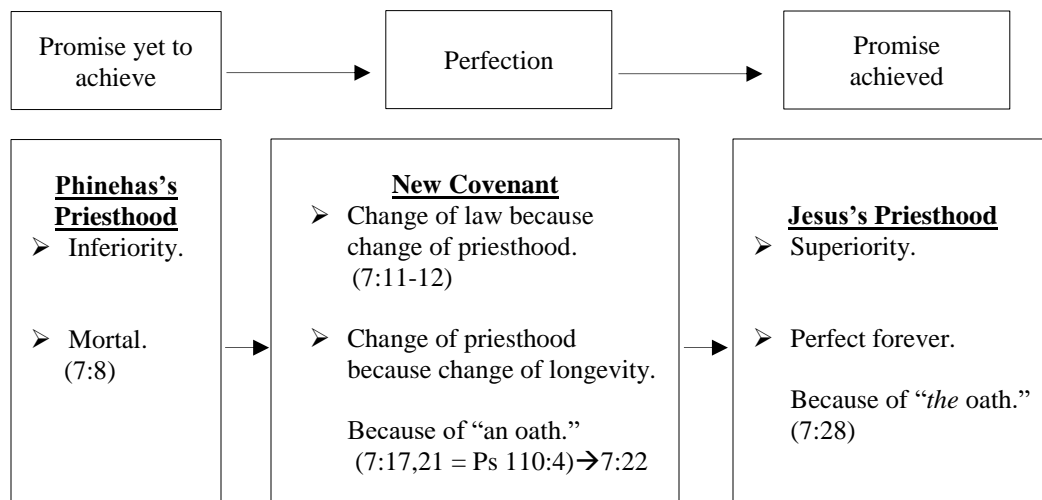 Promise yet to
achieve
Perfection
Promise
achieved
Phinehas’s
Priesthood
➢ Inferiority.
➢ Mortal.
(7:8)
New Covenant
➢ Change of law because
change of priesthood.
(7:11-12)
➢ Change of priesthood
because change of longevity.
Because of “an oath.”
(7:17,21 = Ps 110:4)→7:22
Jesus’s Priesthood
➢ Superiority.
➢ Perfect forever.
Because of “the oath.”
(7:28)